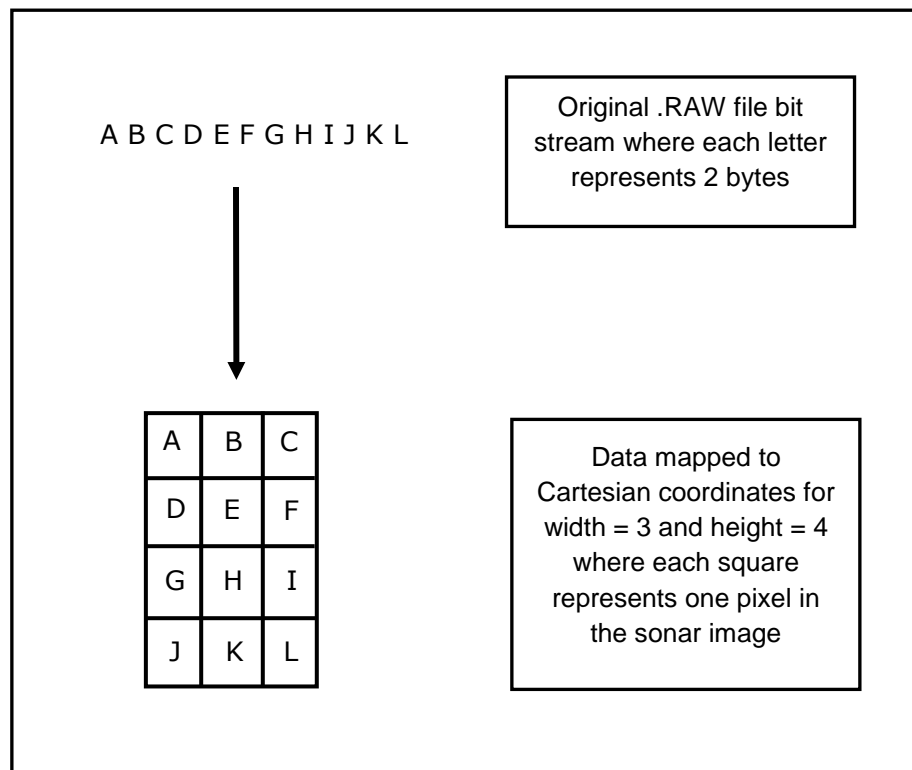 A B C D E F G H I J K L
Original .RAW file bit
stream where each letter
represents 2 bytes
A B C
D E F
G H I
J K L
Data mapped to
Cartesian coordinates for
width = 3 and height = 4
where each square
represents one pixel in
the sonar image